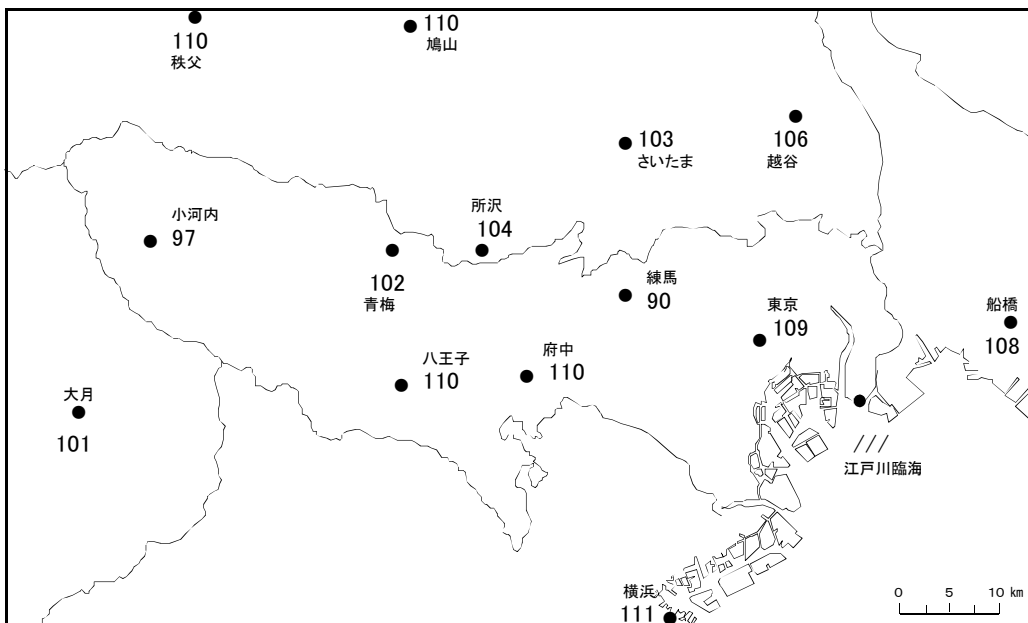 110
秩父
110
鳩山
103
さいたま
106
越谷
小河内
97
所沢
104
102
青梅
練馬
90
東京
109
船橋
108
八王子
110
府中
110
大月
101
///
江戸川臨海
横浜
111
0 5 10 km